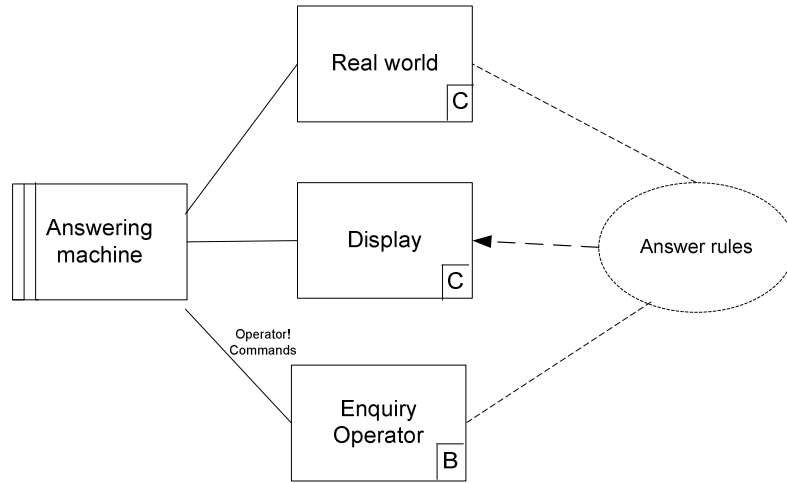 Real world
C
Answering
machine
Display
C
Answer rules
Operator!
Commands
Enquiry
Operator
B